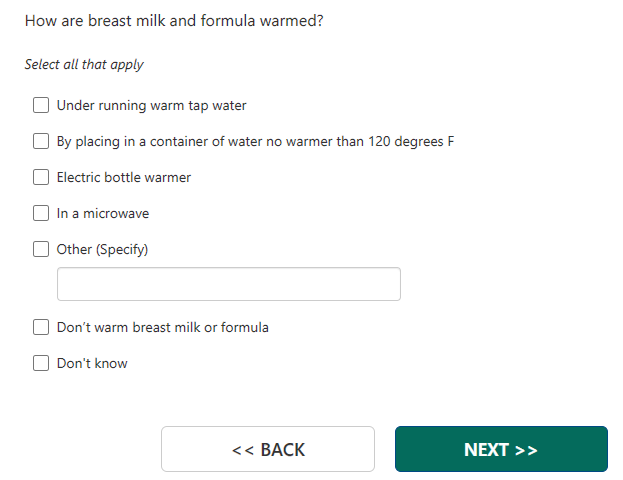 How are breast milk and formula warmed?
Select all that apply
Under running warm tap water
By placing in a container of water no warmer than 120 degrees F
Electric bottle warmer
In a microwave
Other (Specify)
Don’t warm breast milk or formula
Don't know
<< BACK
NEXT >>